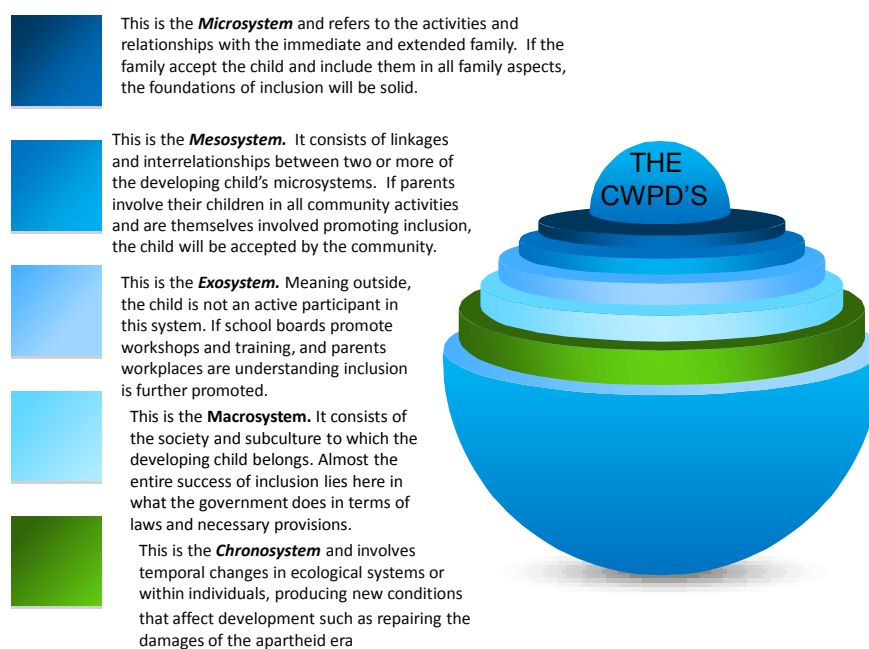 This is the Microsystem and refers to the activities and
relationships with the immediate and extended family.  If the
family accept the child and include them in all family aspects,
the foundations of inclusion will be solid.
This is the Mesosystem.  It consists of linkages
and interrelationships between two or more of
the developing child’s microsystems.  If parents
involve their children in all community activities
and are themselves involved promoting inclusion,
the child will be accepted by the community.
This is the Exosystem. Meaning outside,
the child is not an active participant in
this system. If school boards promote
workshops and training, and parents
workplaces are understanding inclusion
is further promoted.
This is the Macrosystem. It consists of
the society and subculture to which the
developing child belongs. Almost the
entire success of inclusion lies here in
what the government does in terms of
laws and necessary provisions.
This is the Chronosystem and involves
temporal changes in ecological systems or
within individuals, producing new conditions
that affect development such as repairing the
damages of the apartheid era
THE
CWPD’S